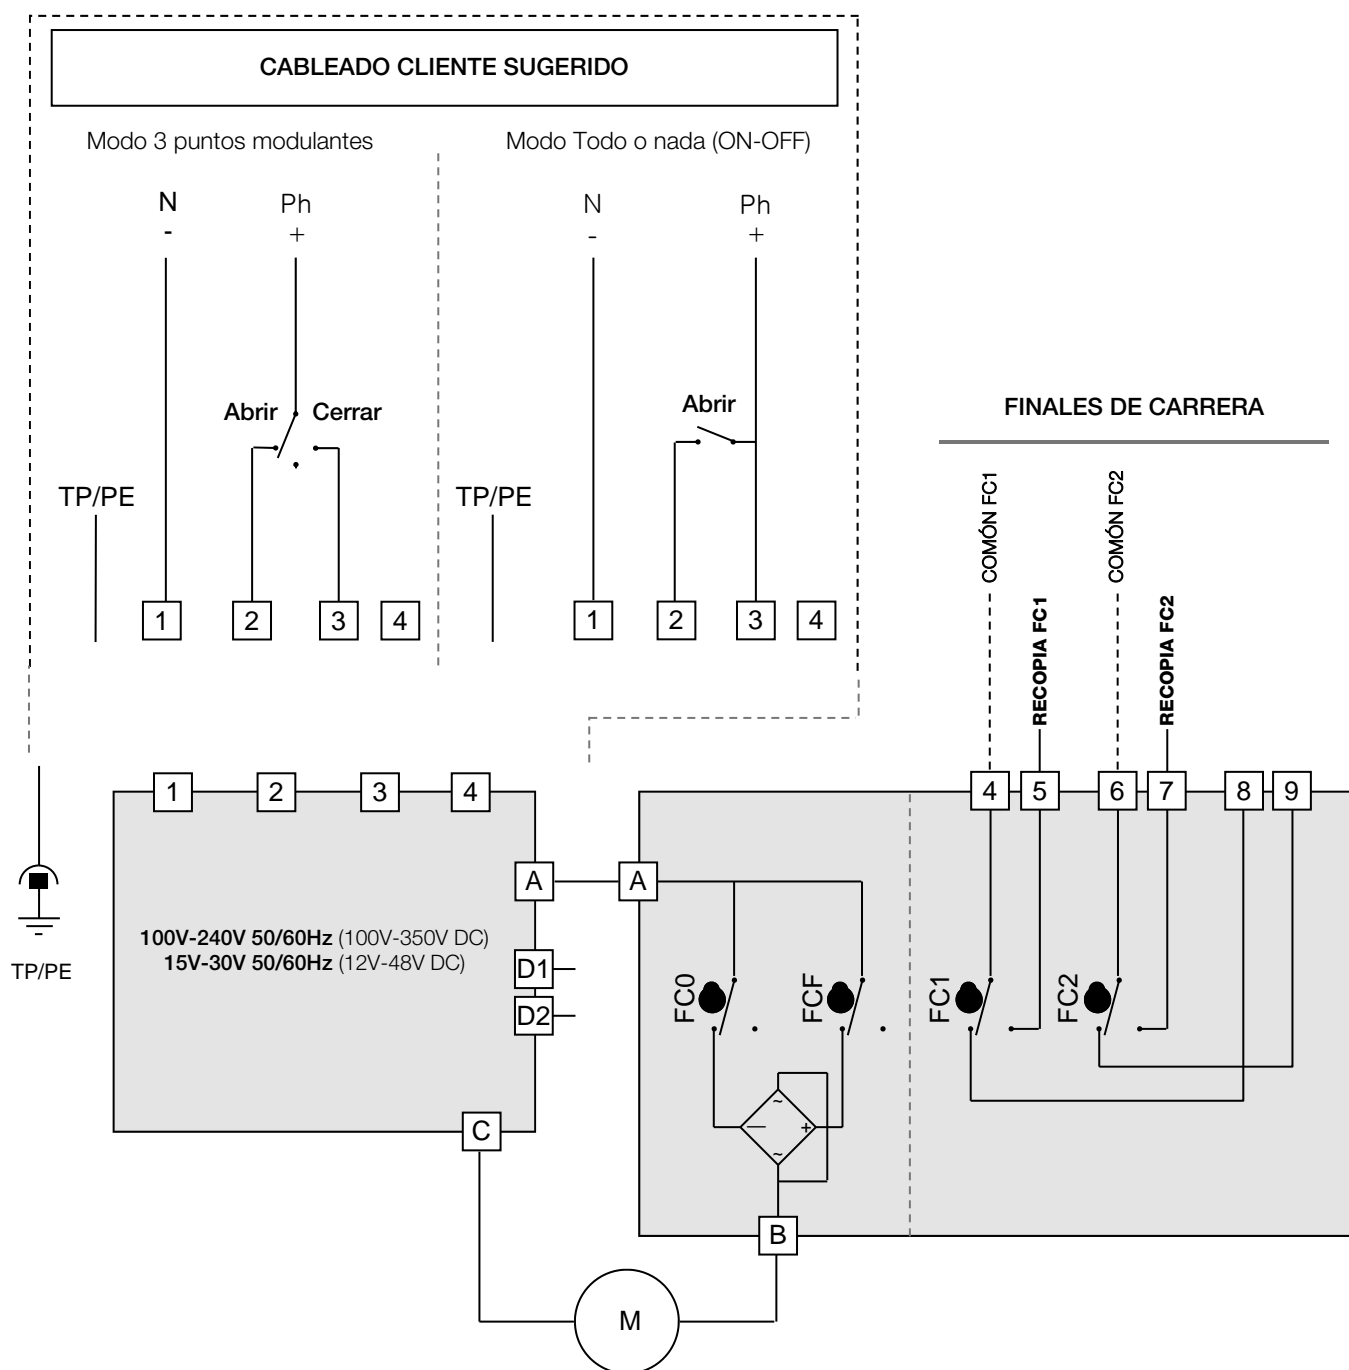 CABLEADO CLIENTE SUGERIDO
Modo 3 puntos modulantes
Modo Todo o nada (ON-OFF)
N
Ph
N
Ph
-
+
-
+
Abrir
Cerrar
Abrir
FINALES DE CARRERA
TP/PE
TP/PE
COMÓN FC1
COMÓN FC2
RECOPIA FC1
RECOPIA FC2
1
2
3
4
1
2
3
4
1
2
3
4
4
5
6
7
8
9
A
A
100V-240V 50/60Hz (100V-350V DC)
15V-30V 50/60Hz (12V-48V DC)
D1
D2
TP/PE
FC0
FCF
FC1
FC2
~
—
+
~
C
B
M